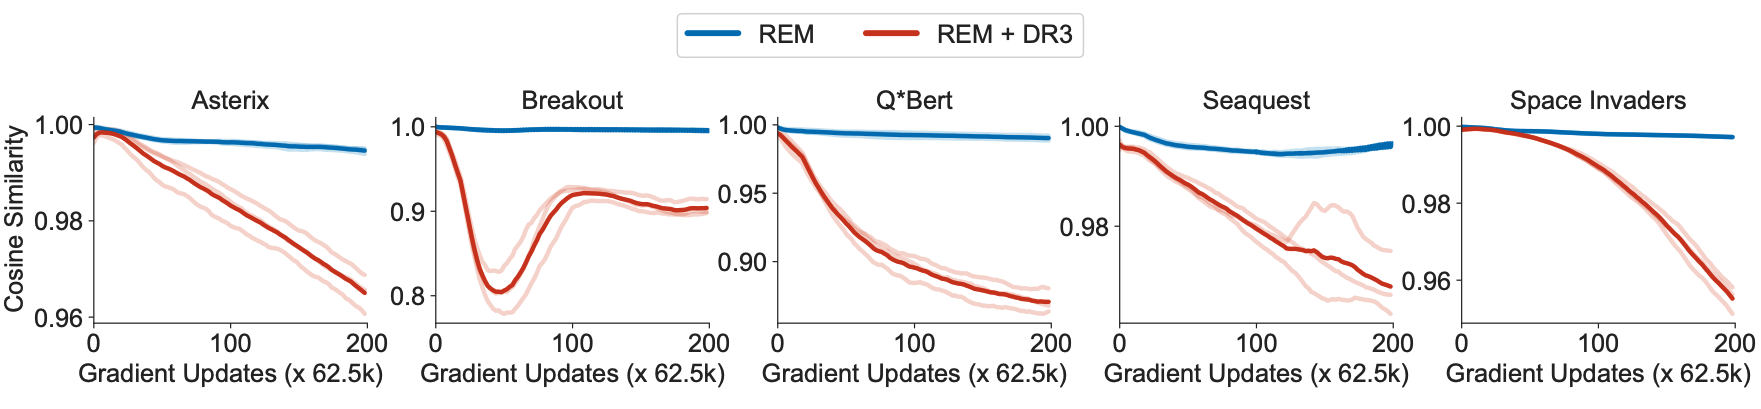 REM REM + DR3
Asterix Breakout Q*Bert Seaquest Space Invaders
Cosine Similarity
1.00
0.98
0.96
0 100 200
Gradient Updates (x 62.5k)
1.0
0.9
0.8
0 100 200
Gradient Updates (x 62.5k)
1.00
0.95
0.90
0 100 200
Gradient Updates (x 62.5k)
1.00
0.98
0 100 200
Gradient Updates (x 62.5k)
1.00
0.98
0.96
0 100 200
Gradient Updates (x 62.5k)